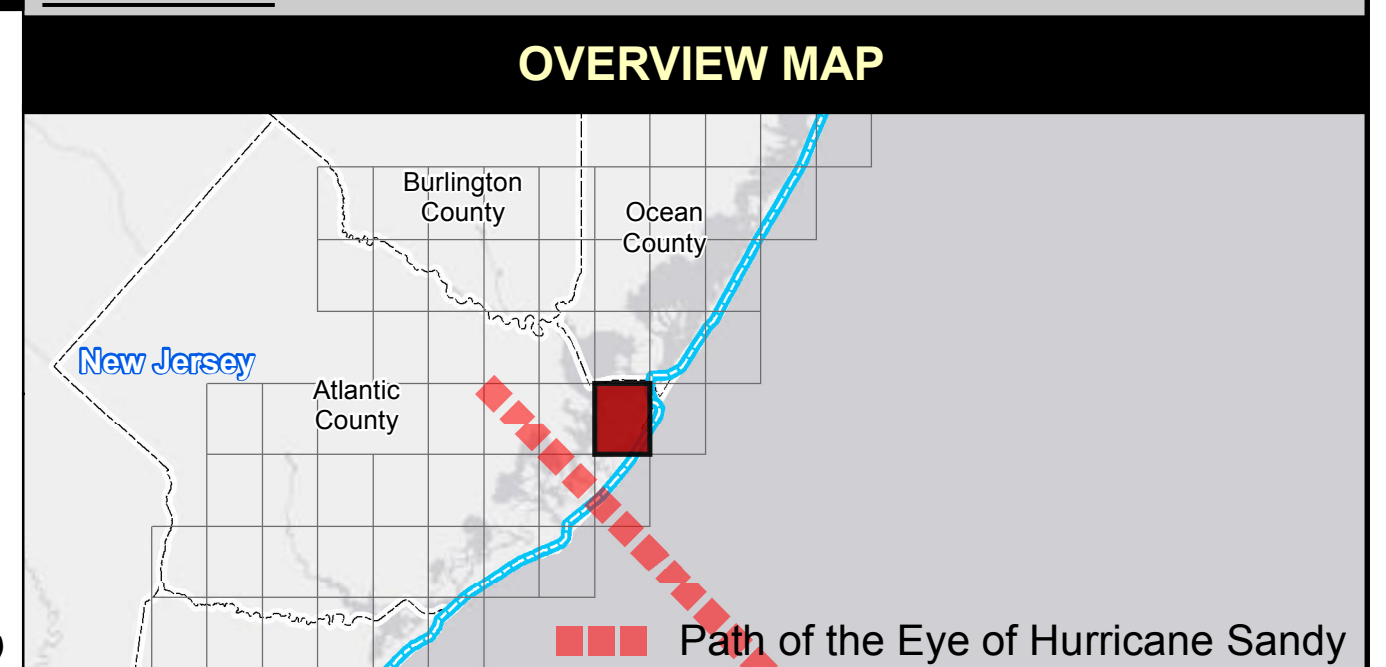 OVERVIEW MAP
Burlington
County
Ocean
County
New Jersey
Atlantic
County
Path of the Eye of Hurricane Sandy